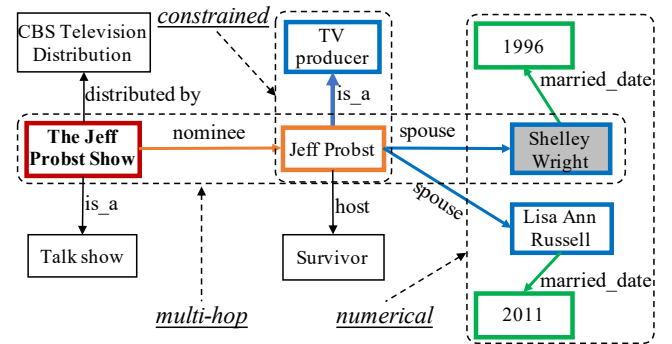 CBS Television
Distribution
constrained
TV
producer
1996
married_date
distributed by
is_a
The Jeff
Probst Show
nominee
Jeff Probst
spouse
Shelley
Wright
is_a
host
spouse
Lisa Ann
Russell
Talk show
Survivor
married_date
multi-hop
numerical
2011